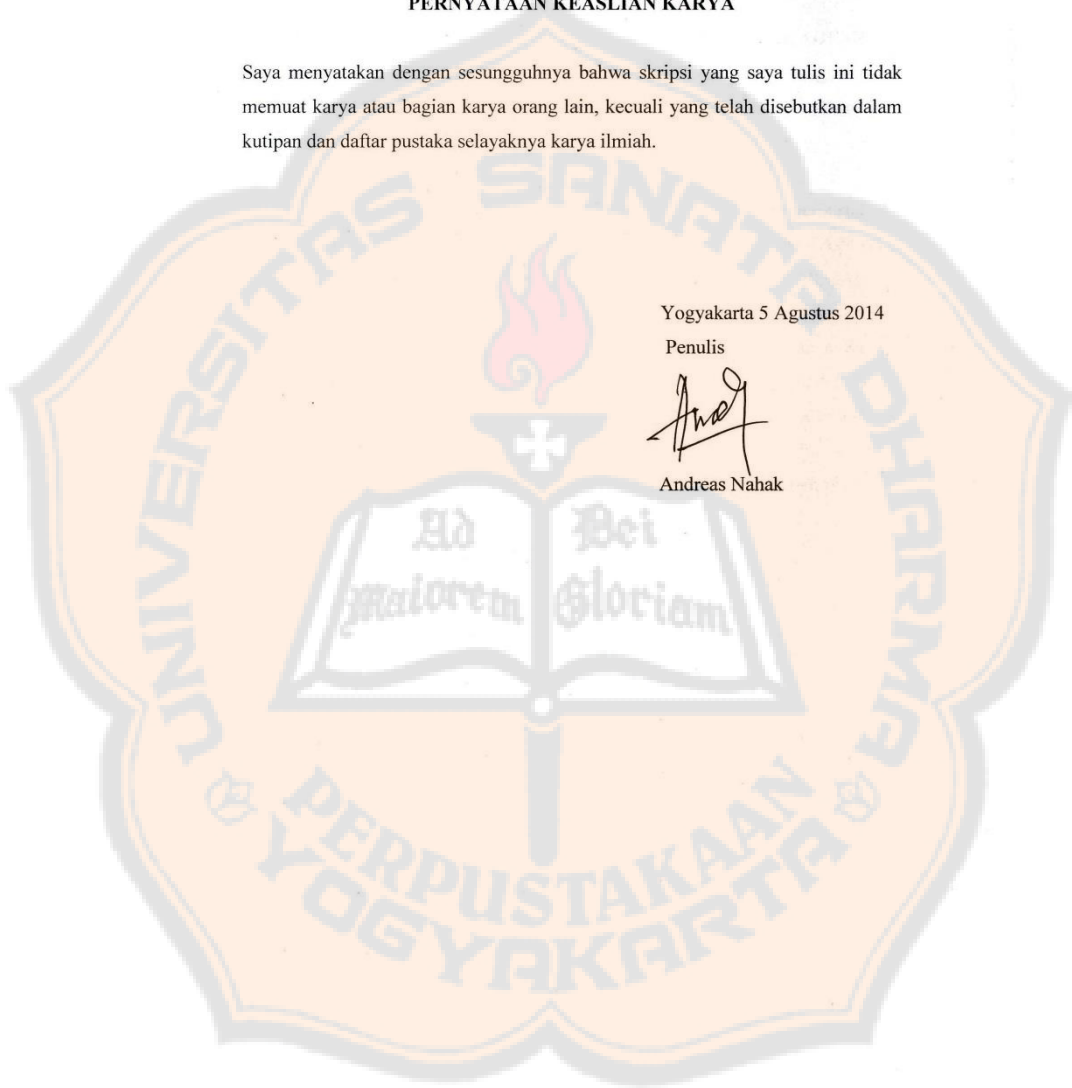 PERNYATAAN KEASLIAN KARYA
Saya menyatakan dengan sesungguhnya bahwa skripsi yang saya tulis ini tidak
memuat karya atau bagian karya orang lain, kecuali yang telah disebutkan dalam
kutipan dan daftar pustaka selayaknya karya ilmiah.
UNIVERSITAS SANATA DHARMA
Yogyakarta 5 Agustus 2014
Penulis
Andreas Nahak
Ad Dei
Maiorem Gloriam
PERPUSTAKAAN
YOGYAKARTA